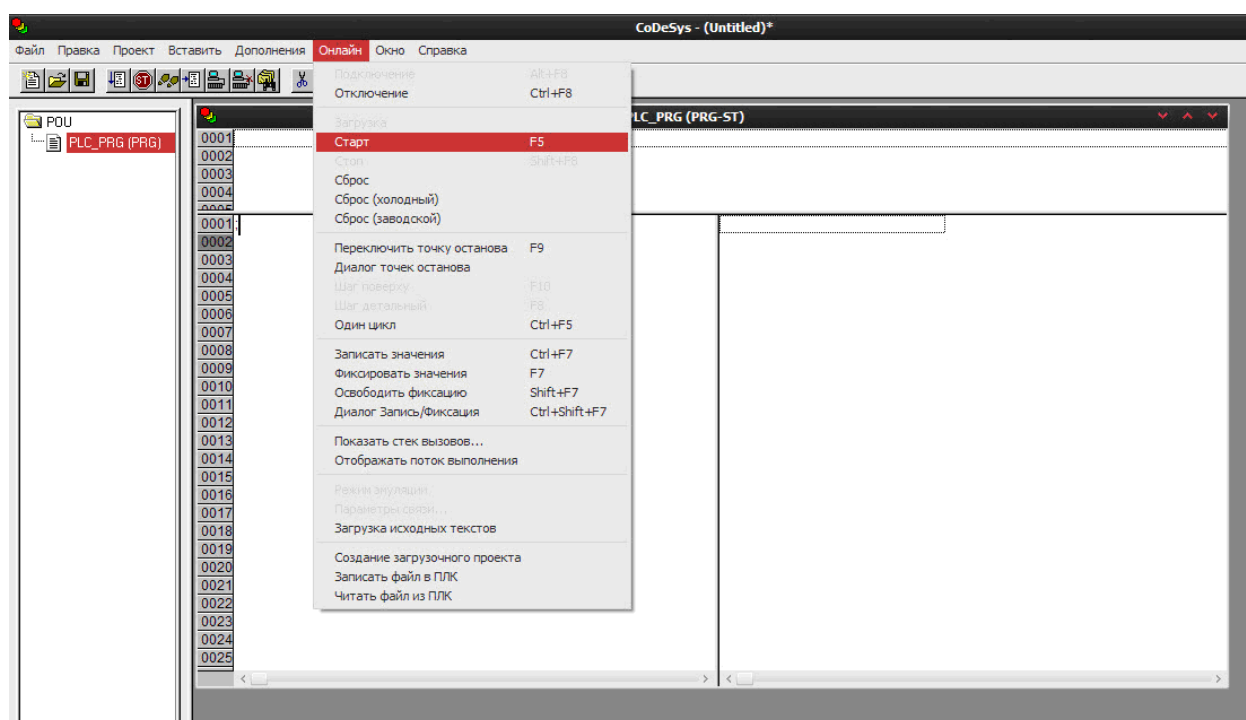 CoDeSys - (Untitled)*
Файл Правка Проект Вставить Дополнения Онлайн Окно Справка
POU
PLC_PRG (PRG)
PLC_PRG (PRG-ST)
0001
0002
0003
0004
0005
0001 ;
0002
0003
0004
0005
0006
0007
0008
0009
0010
0011
0012
0013
0014
0015
0016
0017
0018
0019
0020
0021
0022
0023
0024
0025
Подключение Alt+F8
Отключение Ctrl+F8
Загрузка
Старт F5
Стоп Shift+F8
Сброс
Сброс (холодный)
Сброс (заводской)
Переключить точку останова F9
Диалог точек останова
Шаг поверху F10
Шаг детальный F8
Один цикл Ctrl+F5
Записать значения Ctrl+F7
Фиксировать значения F7
Освободить фиксацию Shift+F7
Диалог Запись/Фиксация Ctrl+Shift+F7
Показать стек вызовов...
Отображать поток выполнения
Режим эмуляции
Параметры связи...
Загрузка исходных текстов
Создание загрузочного проекта
Записать файл в ПЛК
Читать файл из ПЛК